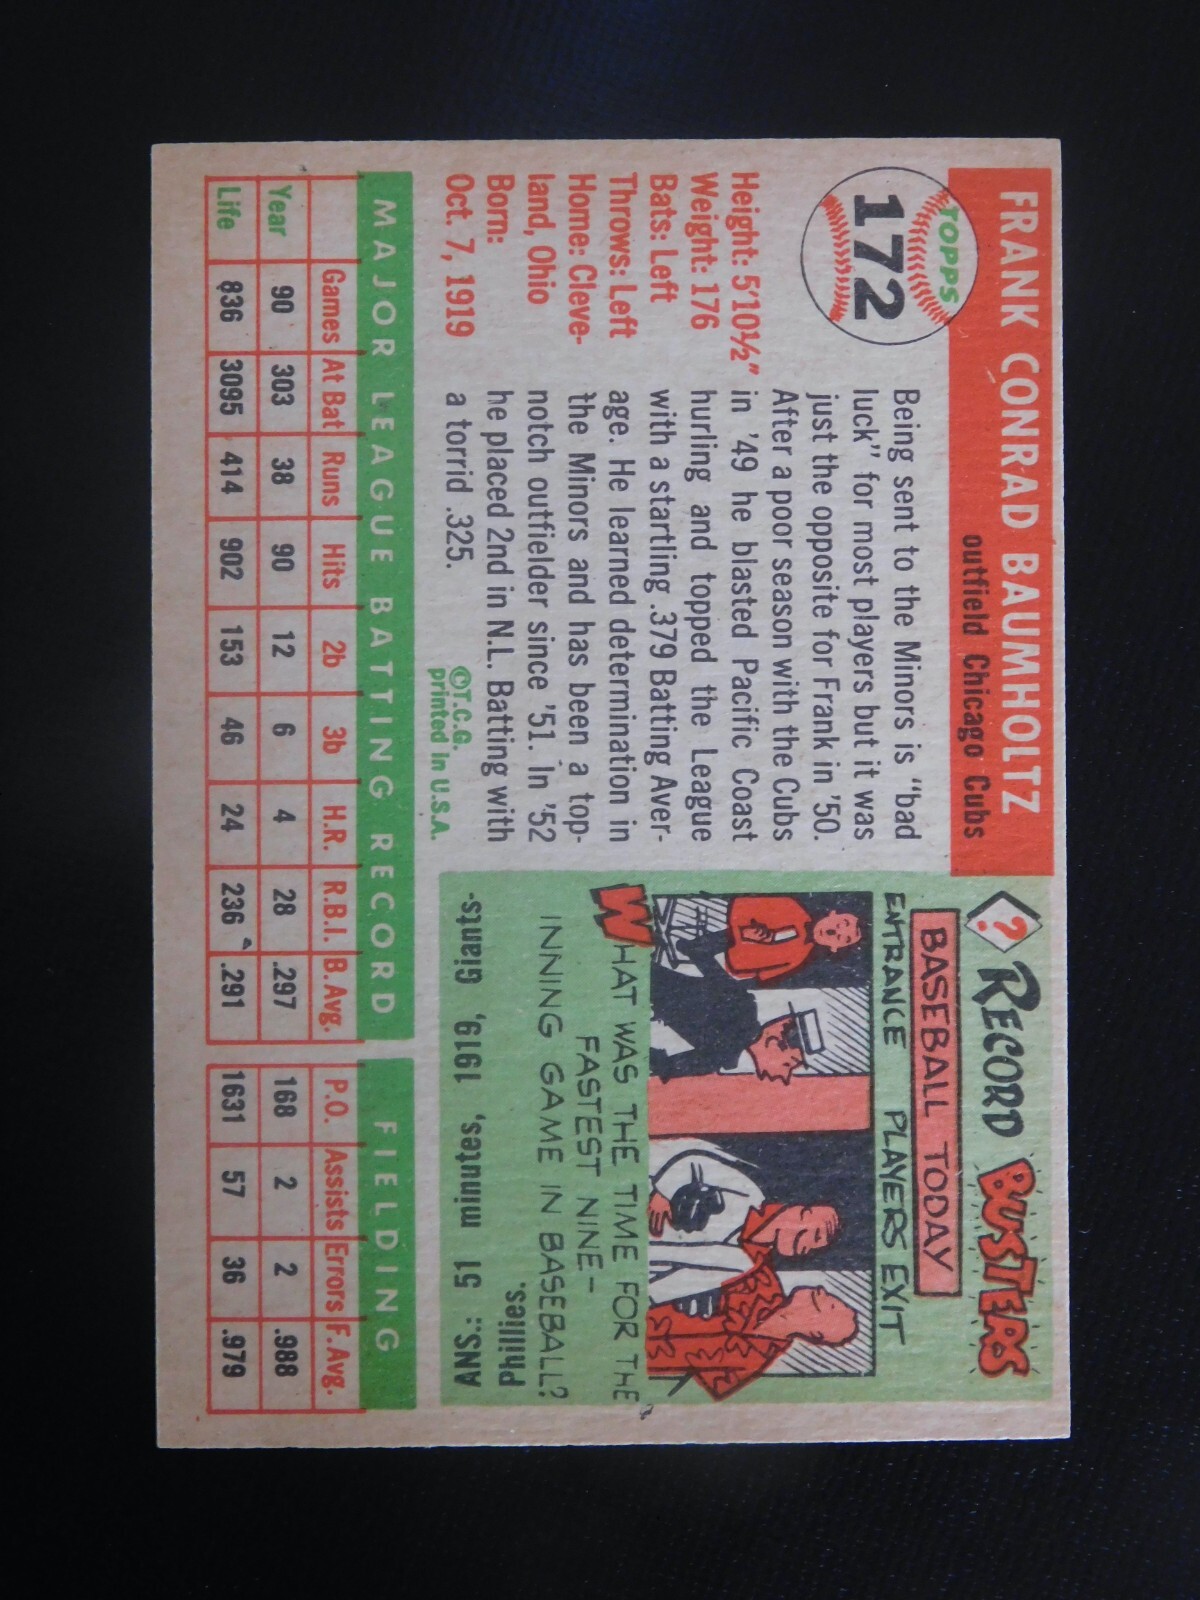 FRANK CONRAD BAUMHOLTZ
outfield Chicago Cubs
TOPPS
172
Height: 5'10½"
Weight: 176
Bats: Left
Throws: Left
Home: Cleve-
land, Ohio
Born:
Oct. 7, 1919
Being sent to the Minors is "bad
luck" for most players but it was
just the opposite for Frank in '50.
After a poor season with the Cubs
in '49 he blasted Pacific Coast
hurling and topped the League
with a startling .379 Batting Aver-
age. He learned determination in
the Minors and has been a top-
notch outfielder since '51. In '52
he placed 2nd in N.L. Batting with
a torrid .325.
©T.C.G.
printed in U.S.A.
? RECORD BUSTERS
BASEBALL TODAY
ENTRANCE PLAYERS EXIT
WHAT WAS THE TIME FOR THE
FASTEST NINE-
INNING GAME IN BASEBALL?
ANS.: 51 minutes, 1919, Giants-
Phillies.
MAJOR LEAGUE BATTING RECORD FIELDING
Games At Bat Runs Hits 2b 3b H.R. R.B.I. B. Avg. P.O. Assists Errors F. Avg.
Year 90 303 38 90 12 6 4 28 .297 168 2 2 .988
Life 836 3095 414 902 153 46 24 236 .291 1631 57 36 .979